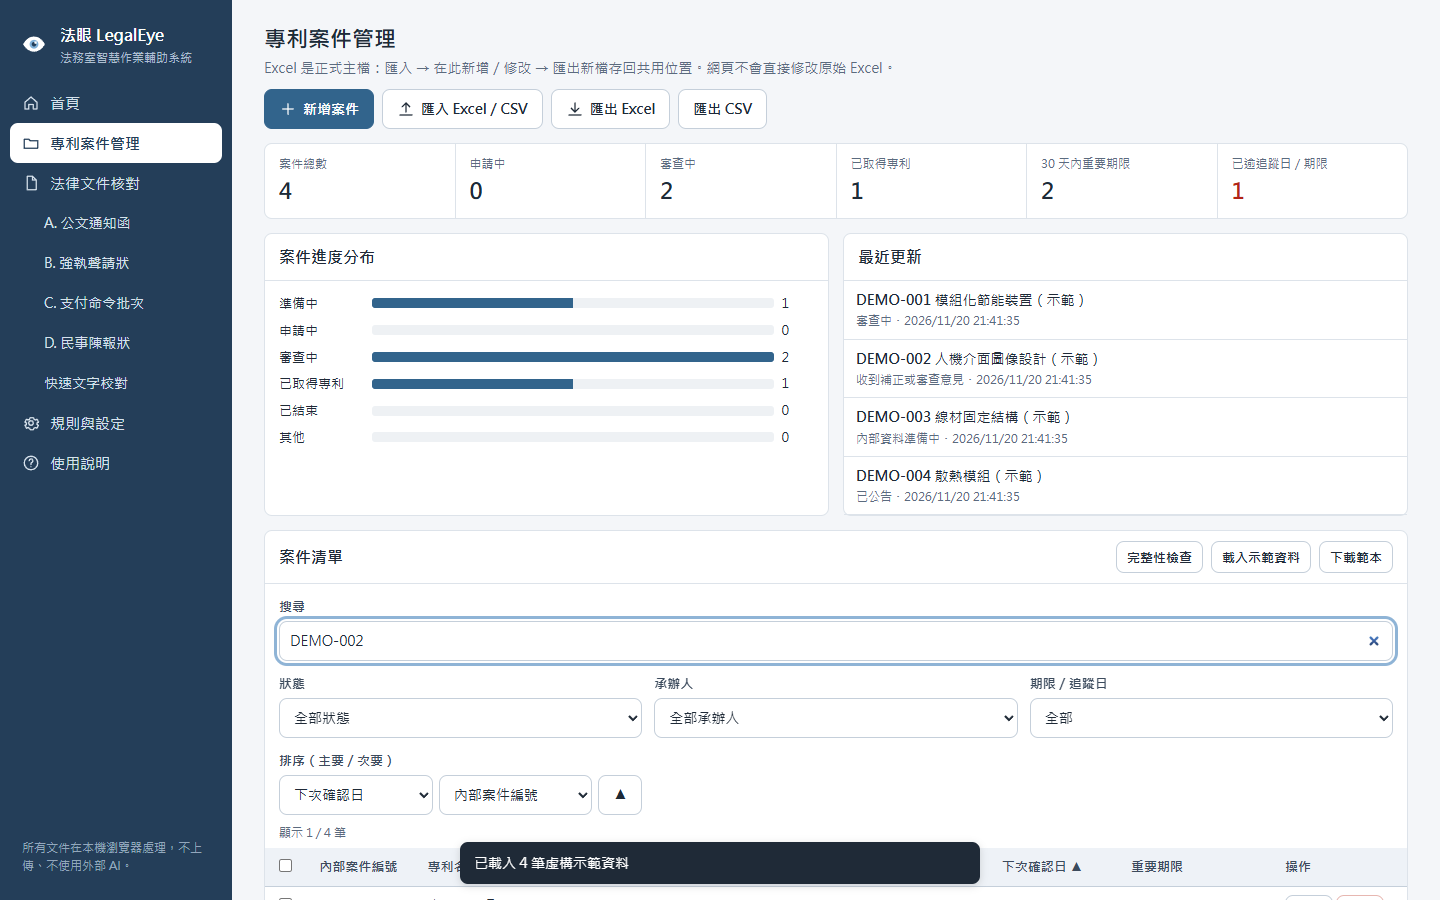 法眼 LegalEye
法務室智慧作業輔助系統
首頁
專利案件管理
法律文件核對
A. 公文通知函
B. 強執聲請狀
C. 支付命令批次
D. 民事陳報狀
快速文字校對
規則與設定
使用說明
所有文件在本機瀏覽器處理，不上
傳、不使用外部 AI。
專利案件管理
Excel 是正式主檔：匯入 → 在此新增 / 修改 → 匯出新檔存回共用位置。網頁不會直接修改原始 Excel。
新增案件
匯入 Excel / CSV
匯出 Excel
匯出 CSV
案件總數
4
申請中
0
審查中
2
已取得專利
1
30 天內重要期限
2
已逾追蹤日 / 期限
1
案件進度分布
準備中 1
申請中 0
審查中 2
已取得專利 1
已結束 0
其他 0
最近更新
DEMO-001 模組化節能裝置（示範）
審查中 · 2026/11/20 21:41:35
DEMO-002 人機介面圖像設計（示範）
收到補正或審查意見 · 2026/11/20 21:41:35
DEMO-003 線材固定結構（示範）
內部資料準備中 · 2026/11/20 21:41:35
DEMO-004 散熱模組（示範）
已公告 · 2026/11/20 21:41:35
案件清單
完整性檢查
載入示範資料
下載範本
搜尋
DEMO-002
狀態
全部狀態
承辦人
全部承辦人
期限 / 追蹤日
全部
排序（主要 / 次要）
下次確認日
內部案件編號
▲
顯示 1 / 4 筆
內部案件編號
專利
下次確認日 ▲
重要期限
操作
已載入 4 筆虛構示範資料